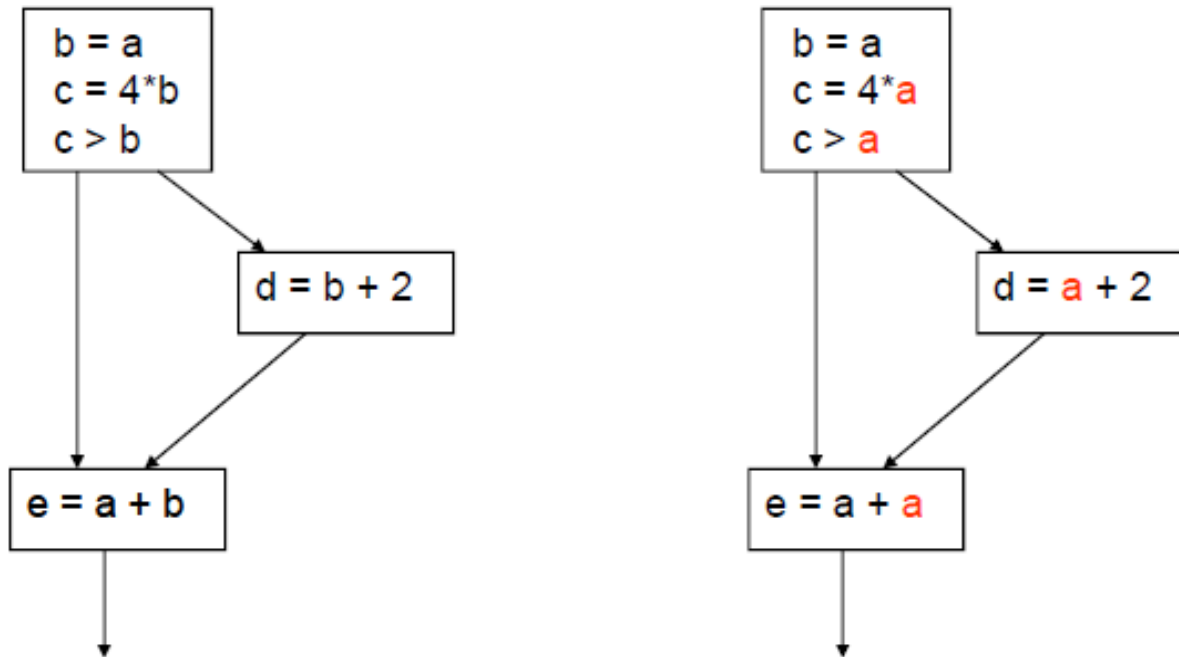 b = a
c = 4*b
c > b
d = b + 2
e = a + b
b = a
c = 4*a
c > a
d = a + 2
e = a + a